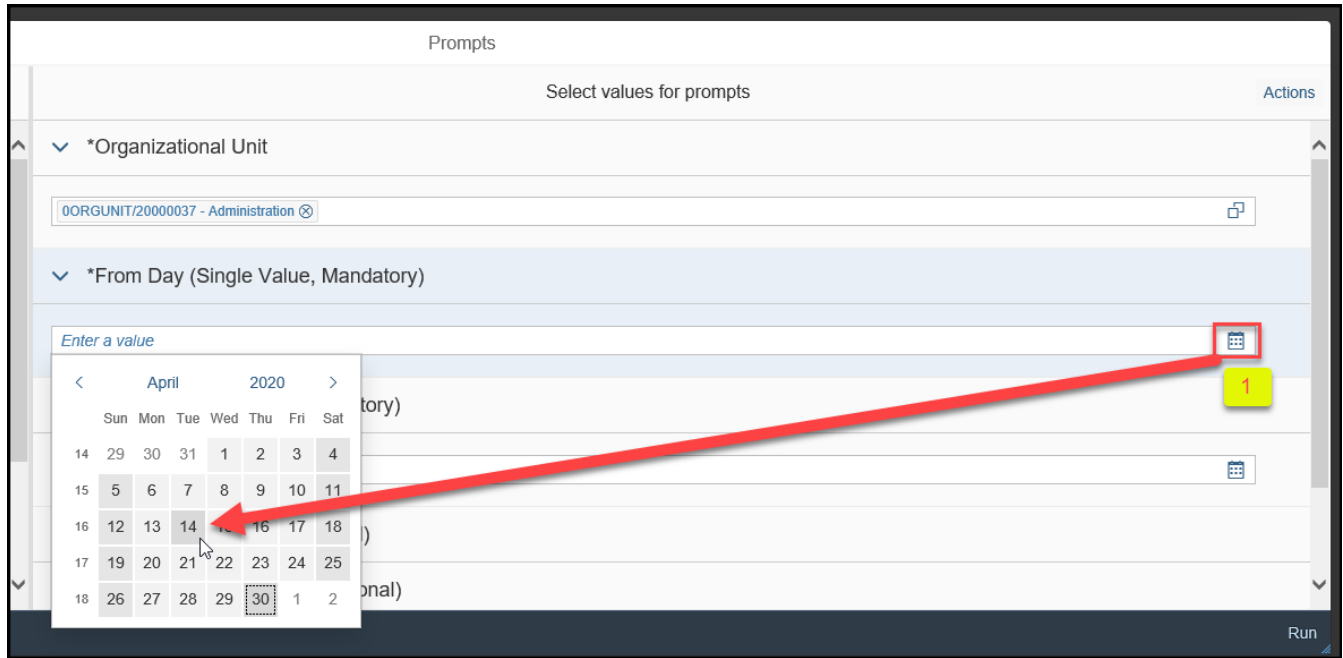 Prompts
Select values for prompts
Actions
*Organizational Unit
0ORGUNIT/20000037 - Administration
*From Day (Single Value, Mandatory)
Enter a value
1
April 2020
Sun Mon Tue Wed Thu Fri Sat
tory)
14 29 30 31 1 2 3 4
15 5 6 7 8 9 10 11
16 12 13 14 16 17 18
)
17 19 20 21 22 23 24 25
18 26 27 28 29 30 1 2
onal)
Run